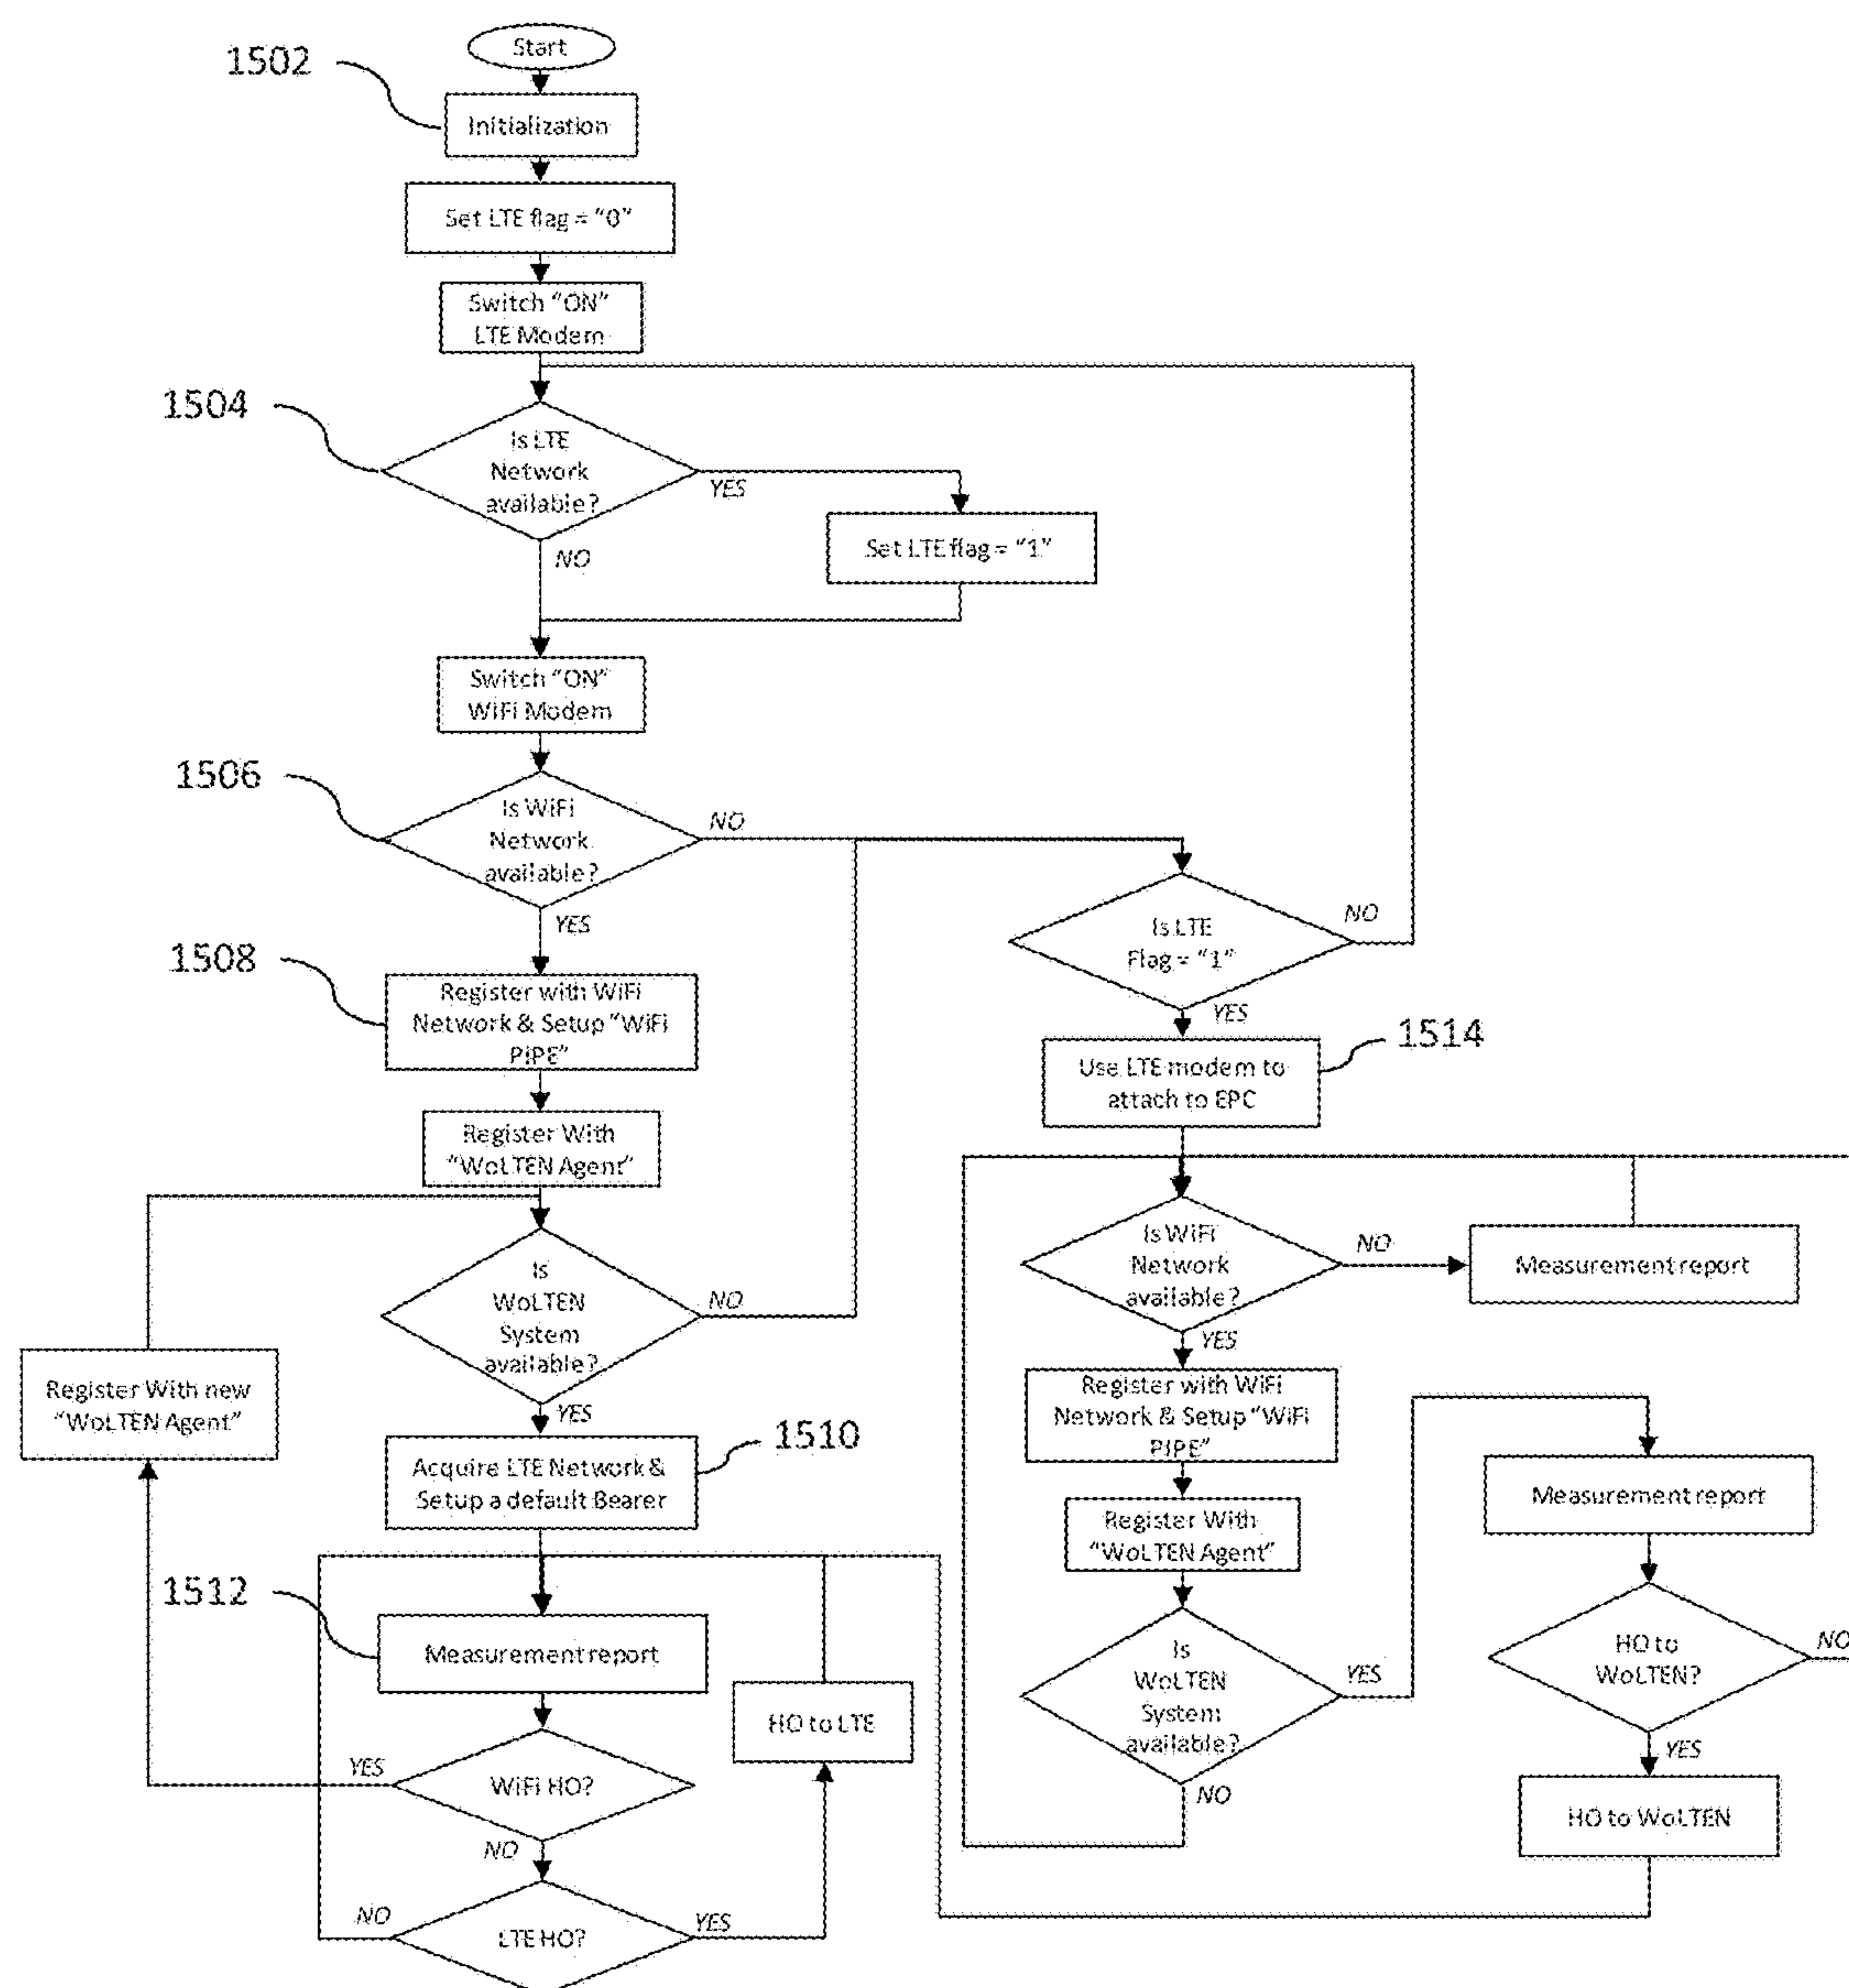 Start
1502
Initialization
Set LTE flag = "0"
Switch "ON"
LTE Modem
1504
Is LTE
Network
available?
YES
NO
Set LTE flag = "1"
Switch "ON"
WiFi Modem
1506
Is WiFi
Network
available?
NO
YES
1508
Register with WiFi
Network & Setup "WiFi
PIPE"
Register With
"WoLTEN Agent"
Is
WoLTEN
System
available?
NO
YES
Register With new
"WoLTEN Agent"
1510
Acquire LTE Network &
Setup a default Bearer
1512
Measurement report
HO to LTE
WiFi HO?
YES
NO
LTE HO?
NO
YES
Is LTE
Flag = "1"
NO
YES
1514
Use LTE modem to
attach to EPC
Is WiFi
Network
available?
NO
Measurement report
YES
Register with WiFi
Network & Setup "WiFi
PIPE"
Register With
"WoLTEN Agent"
Is
WoLTEN
System
available?
YES
NO
Measurement report
HO to
WoLTEN?
NO
YES
HO to WoLTEN